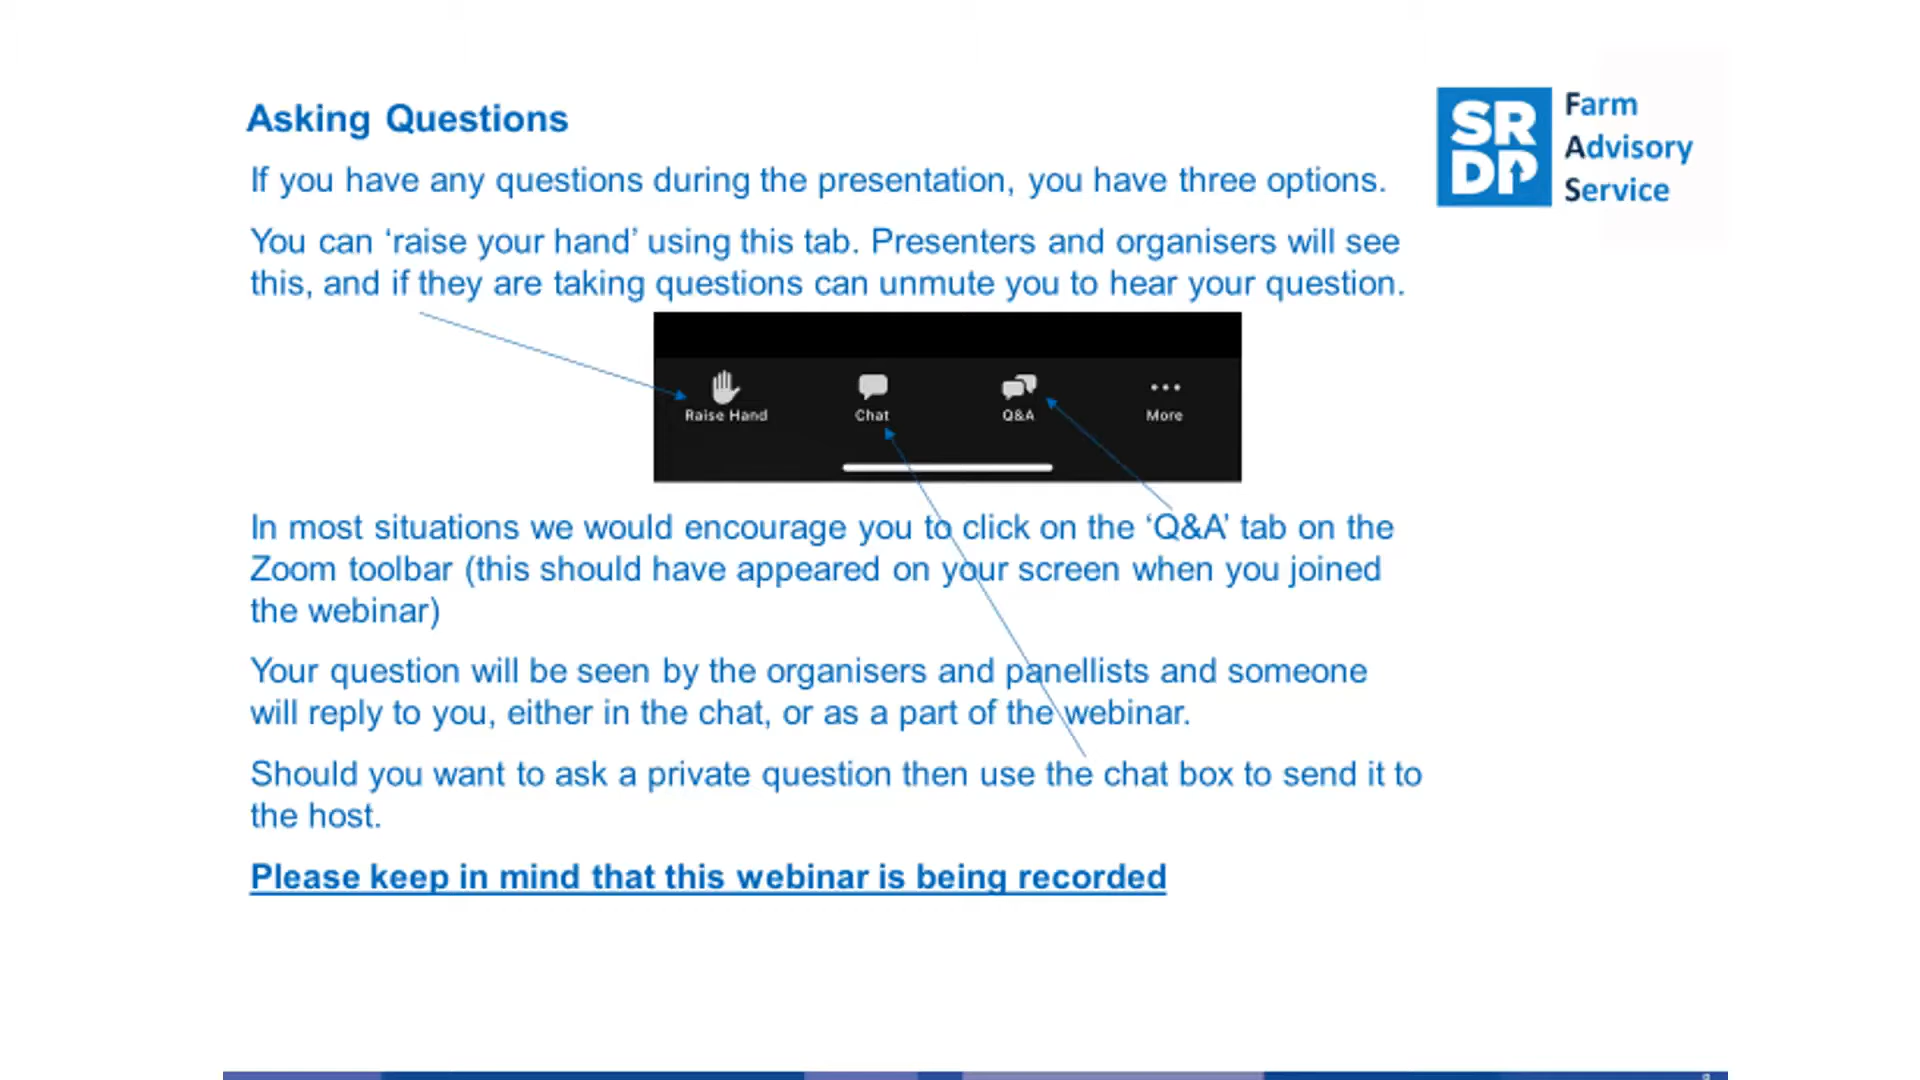 Asking Questions
SR
DP
Farm
Advisory
Service
If you have any questions during the presentation, you have three options.
You can ‘raise your hand’ using this tab. Presenters and organisers will see
this, and if they are taking questions can unmute you to hear your question.
Raise Hand
Chat
Q&A
More
In most situations we would encourage you to click on the ‘Q&A’ tab on the
Zoom toolbar (this should have appeared on your screen when you joined
the webinar)
Your question will be seen by the organisers and panellists and someone
will reply to you, either in the chat, or as a part of the webinar.
Should you want to ask a private question then use the chat box to send it to
the host.
Please keep in mind that this webinar is being recorded